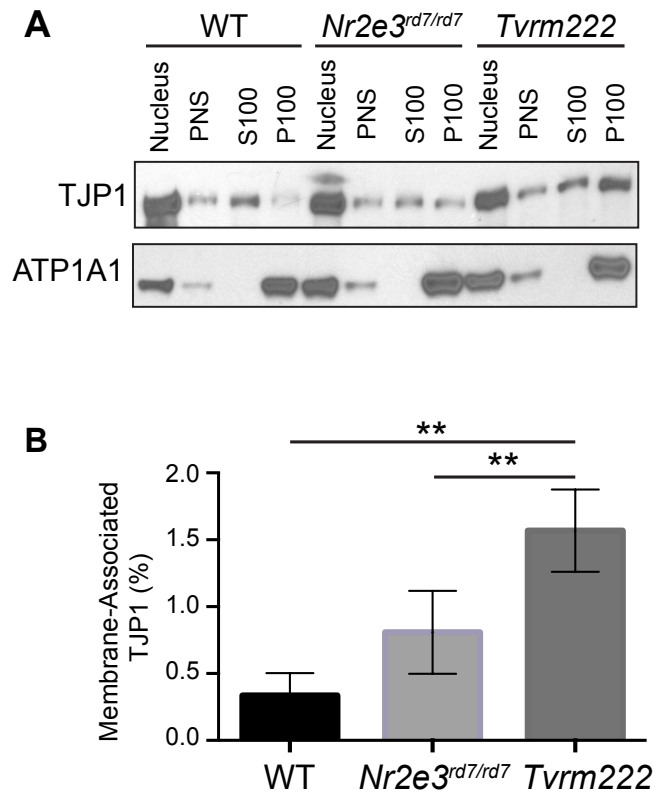 A
WT Nr2e3rd7/rd7 Tvrm222
Nucleus PNS S100 P100 Nucleus PNS S100 P100 Nucleus PNS S100 P100
TJP1
ATP1A1
B
** 
**
Membrane-Associated
TJP1 (%)
2.0
1.5
1.0
0.5
0.0
WT Nr2e3rd7/rd7 Tvrm222